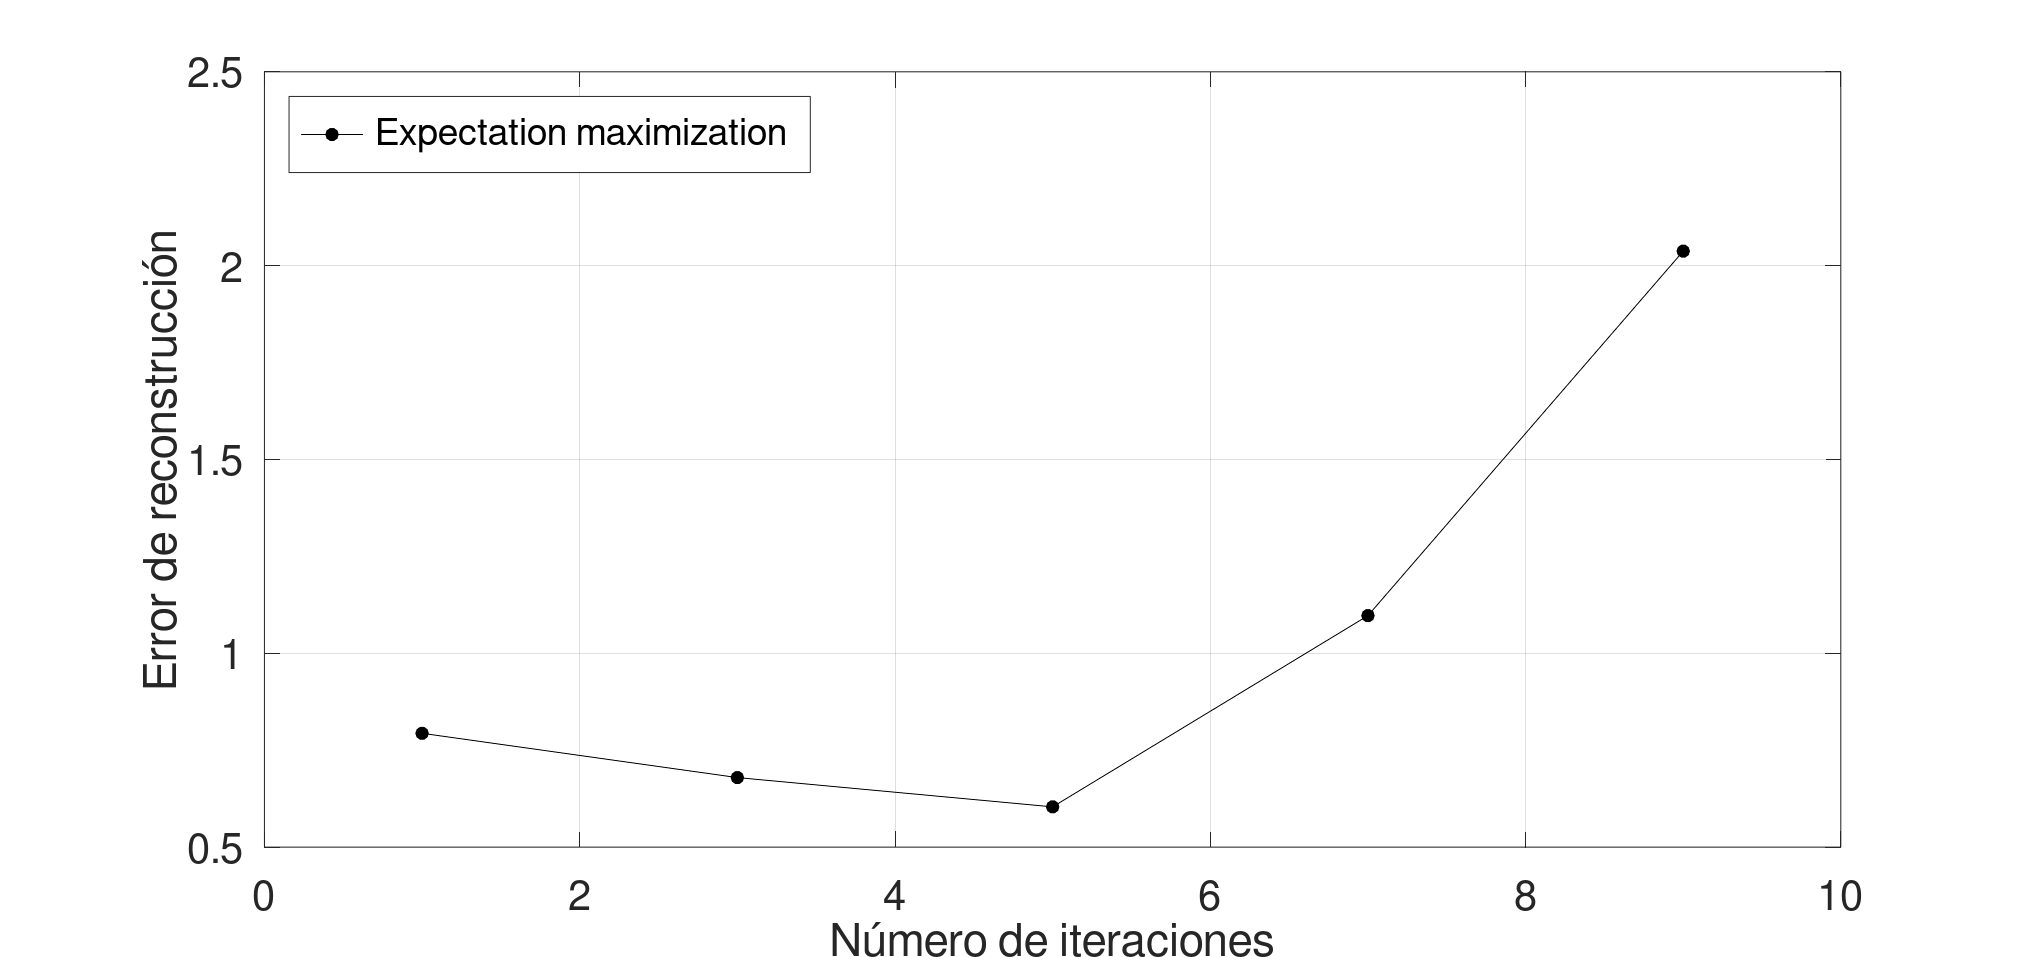 2.5
Expectation maximization
2
1.5
1
0.5
Error de reconstrucción
0 2 4 6 8 10
Número de iteraciones